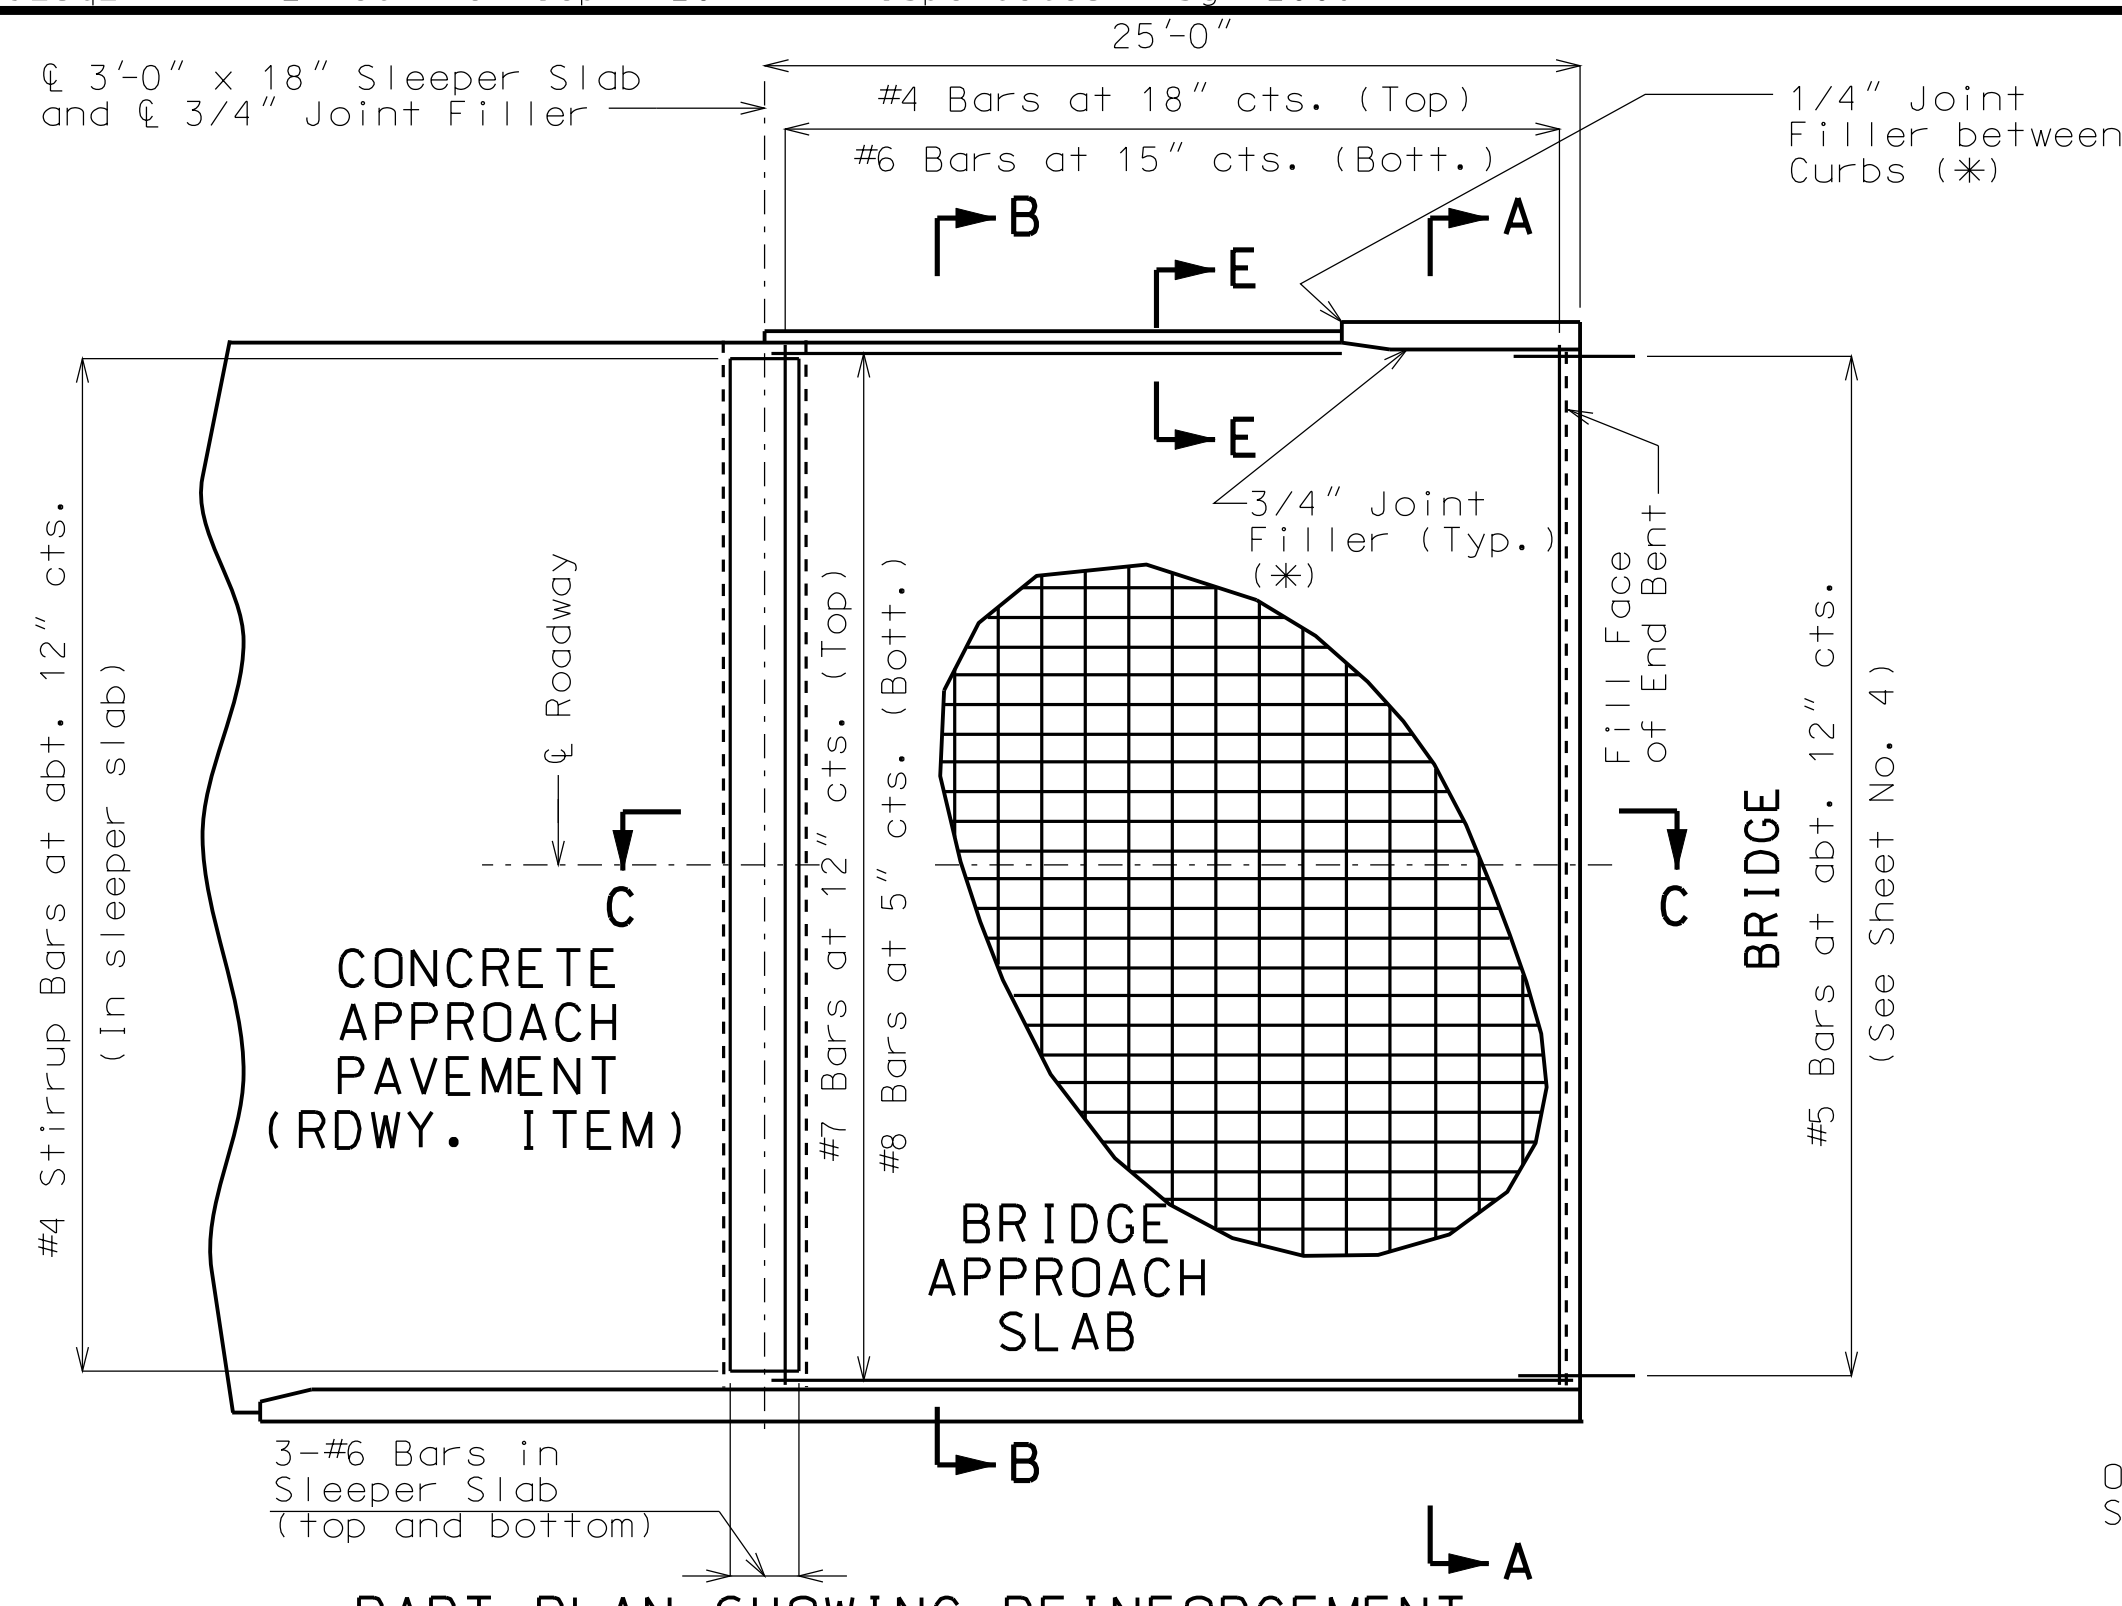 25'-0"
℄ 3'-0" x 18" Sleeper Slab
and ℄ 3/4" Joint Filler
#4 Bars at 18" cts. (Top)
#6 Bars at 15" cts. (Bott.)
1/4" Joint
Filler between
Curbs (*)
B
A
E
E
3/4" Joint
Filler (Typ.)
(*)
#4 Stirrup Bars at abt. 12" cts.
(In sleeper slab)
℄ Roadway
#7 Bars at 12" cts. (Top)
#8 Bars at 5" cts. (Bott.)
Fill Face
of End Bent
BRIDGE
#5 Bars at abt. 12" cts.
(See Sheet No. 4)
C
C
CONCRETE
APPROACH
PAVEMENT
(RDWY. ITEM)
BRIDGE
APPROACH
SLAB
3-#6 Bars in
Sleeper Slab
(top and bottom)
B
A
PART PLAN SHOWING REINFORCEMENT